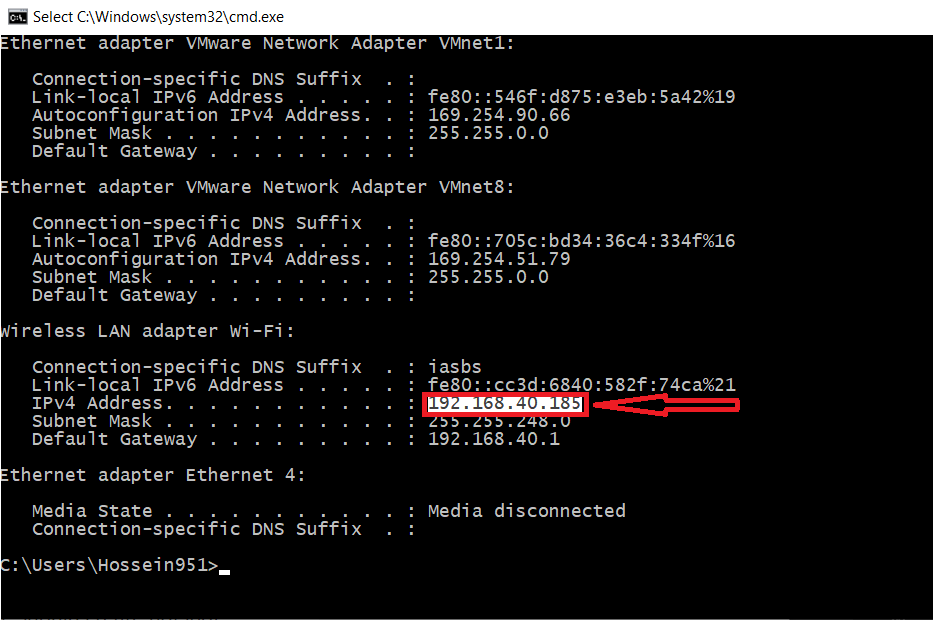 Select C:\Windows\system32\cmd.exe
Ethernet adapter VMware Network Adapter VMnet1:
Connection-specific DNS Suffix  . :
Link-local IPv6 Address . . . . . : fe80::546f:d875:e3eb:5a42%19
Autoconfiguration IPv4 Address. . : 169.254.90.66
Subnet Mask . . . . . . . . . . . : 255.255.0.0
Default Gateway . . . . . . . . . :
Ethernet adapter VMware Network Adapter VMnet8:
Connection-specific DNS Suffix  . :
Link-local IPv6 Address . . . . . : fe80::705c:bd34:36c4:334f%16
Autoconfiguration IPv4 Address. . : 169.254.51.79
Subnet Mask . . . . . . . . . . . : 255.255.0.0
Default Gateway . . . . . . . . . :
Wireless LAN adapter Wi-Fi:
Connection-specific DNS Suffix  . : iasbs
Link-local IPv6 Address . . . . . : fe80::cc3d:6840:582f:74ca%21
IPv4 Address. . . . . . . . . . . : 192.168.40.185
Subnet Mask . . . . . . . . . . . : 255.255.248.0
Default Gateway . . . . . . . . . : 192.168.40.1
Ethernet adapter Ethernet 4:
Media State . . . . . . . . . . . : Media disconnected
Connection-specific DNS Suffix  . :
C:\Users\Hossein951>